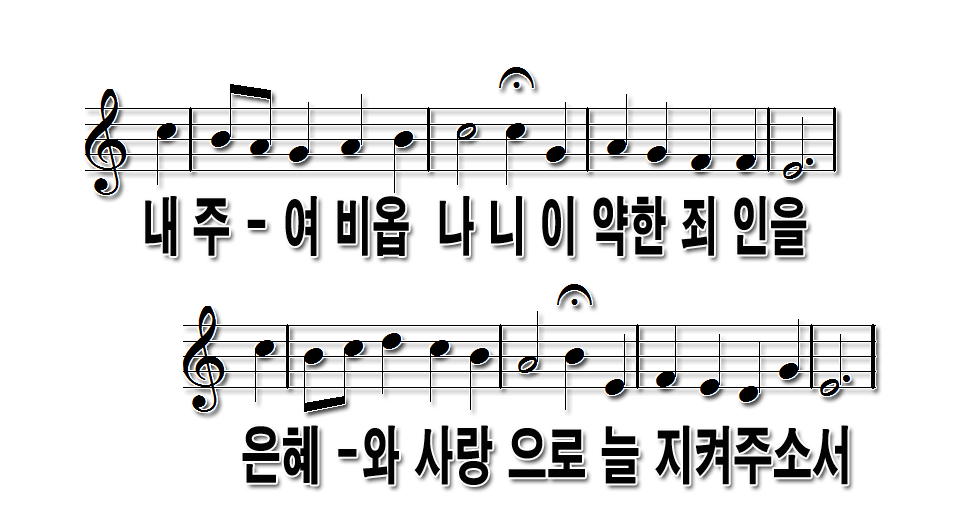 내 주 - 여 비옵 나 니 이 약한 죄 인을
은혜 -와 사랑 으로 늘 지켜주소서